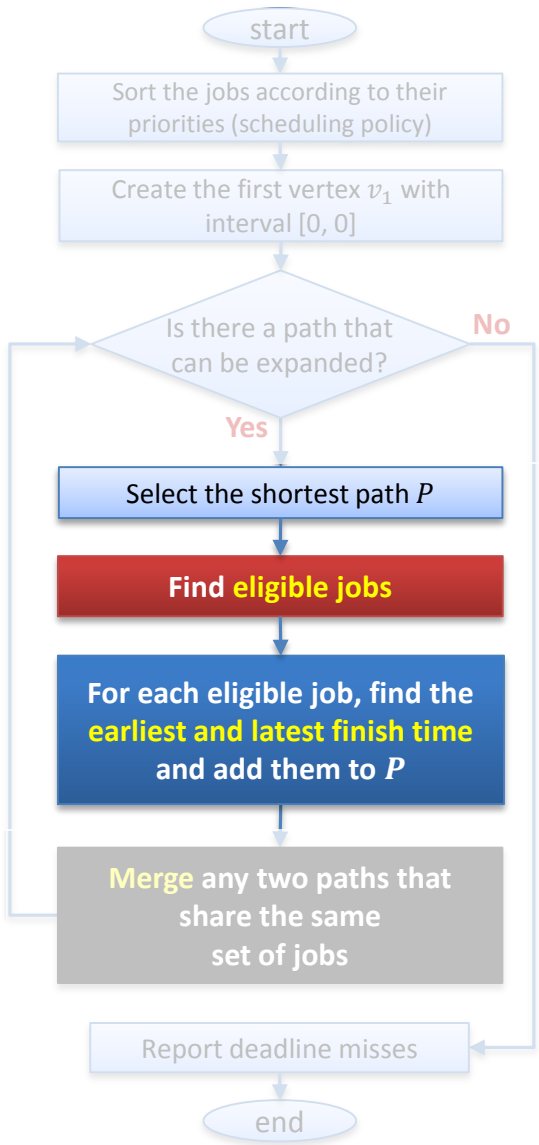 start
Sort the jobs according to their
priorities (scheduling policy)
Create the first vertex 𝑣₁ with
interval [0, 0]
Is there a path that
can be expanded?
No
Yes
Select the shortest path 𝑃
Find eligible jobs
For each eligible job, find the
earliest and latest finish time
and add them to 𝑷
Merge any two paths that
share the same
set of jobs
Report deadline misses
end